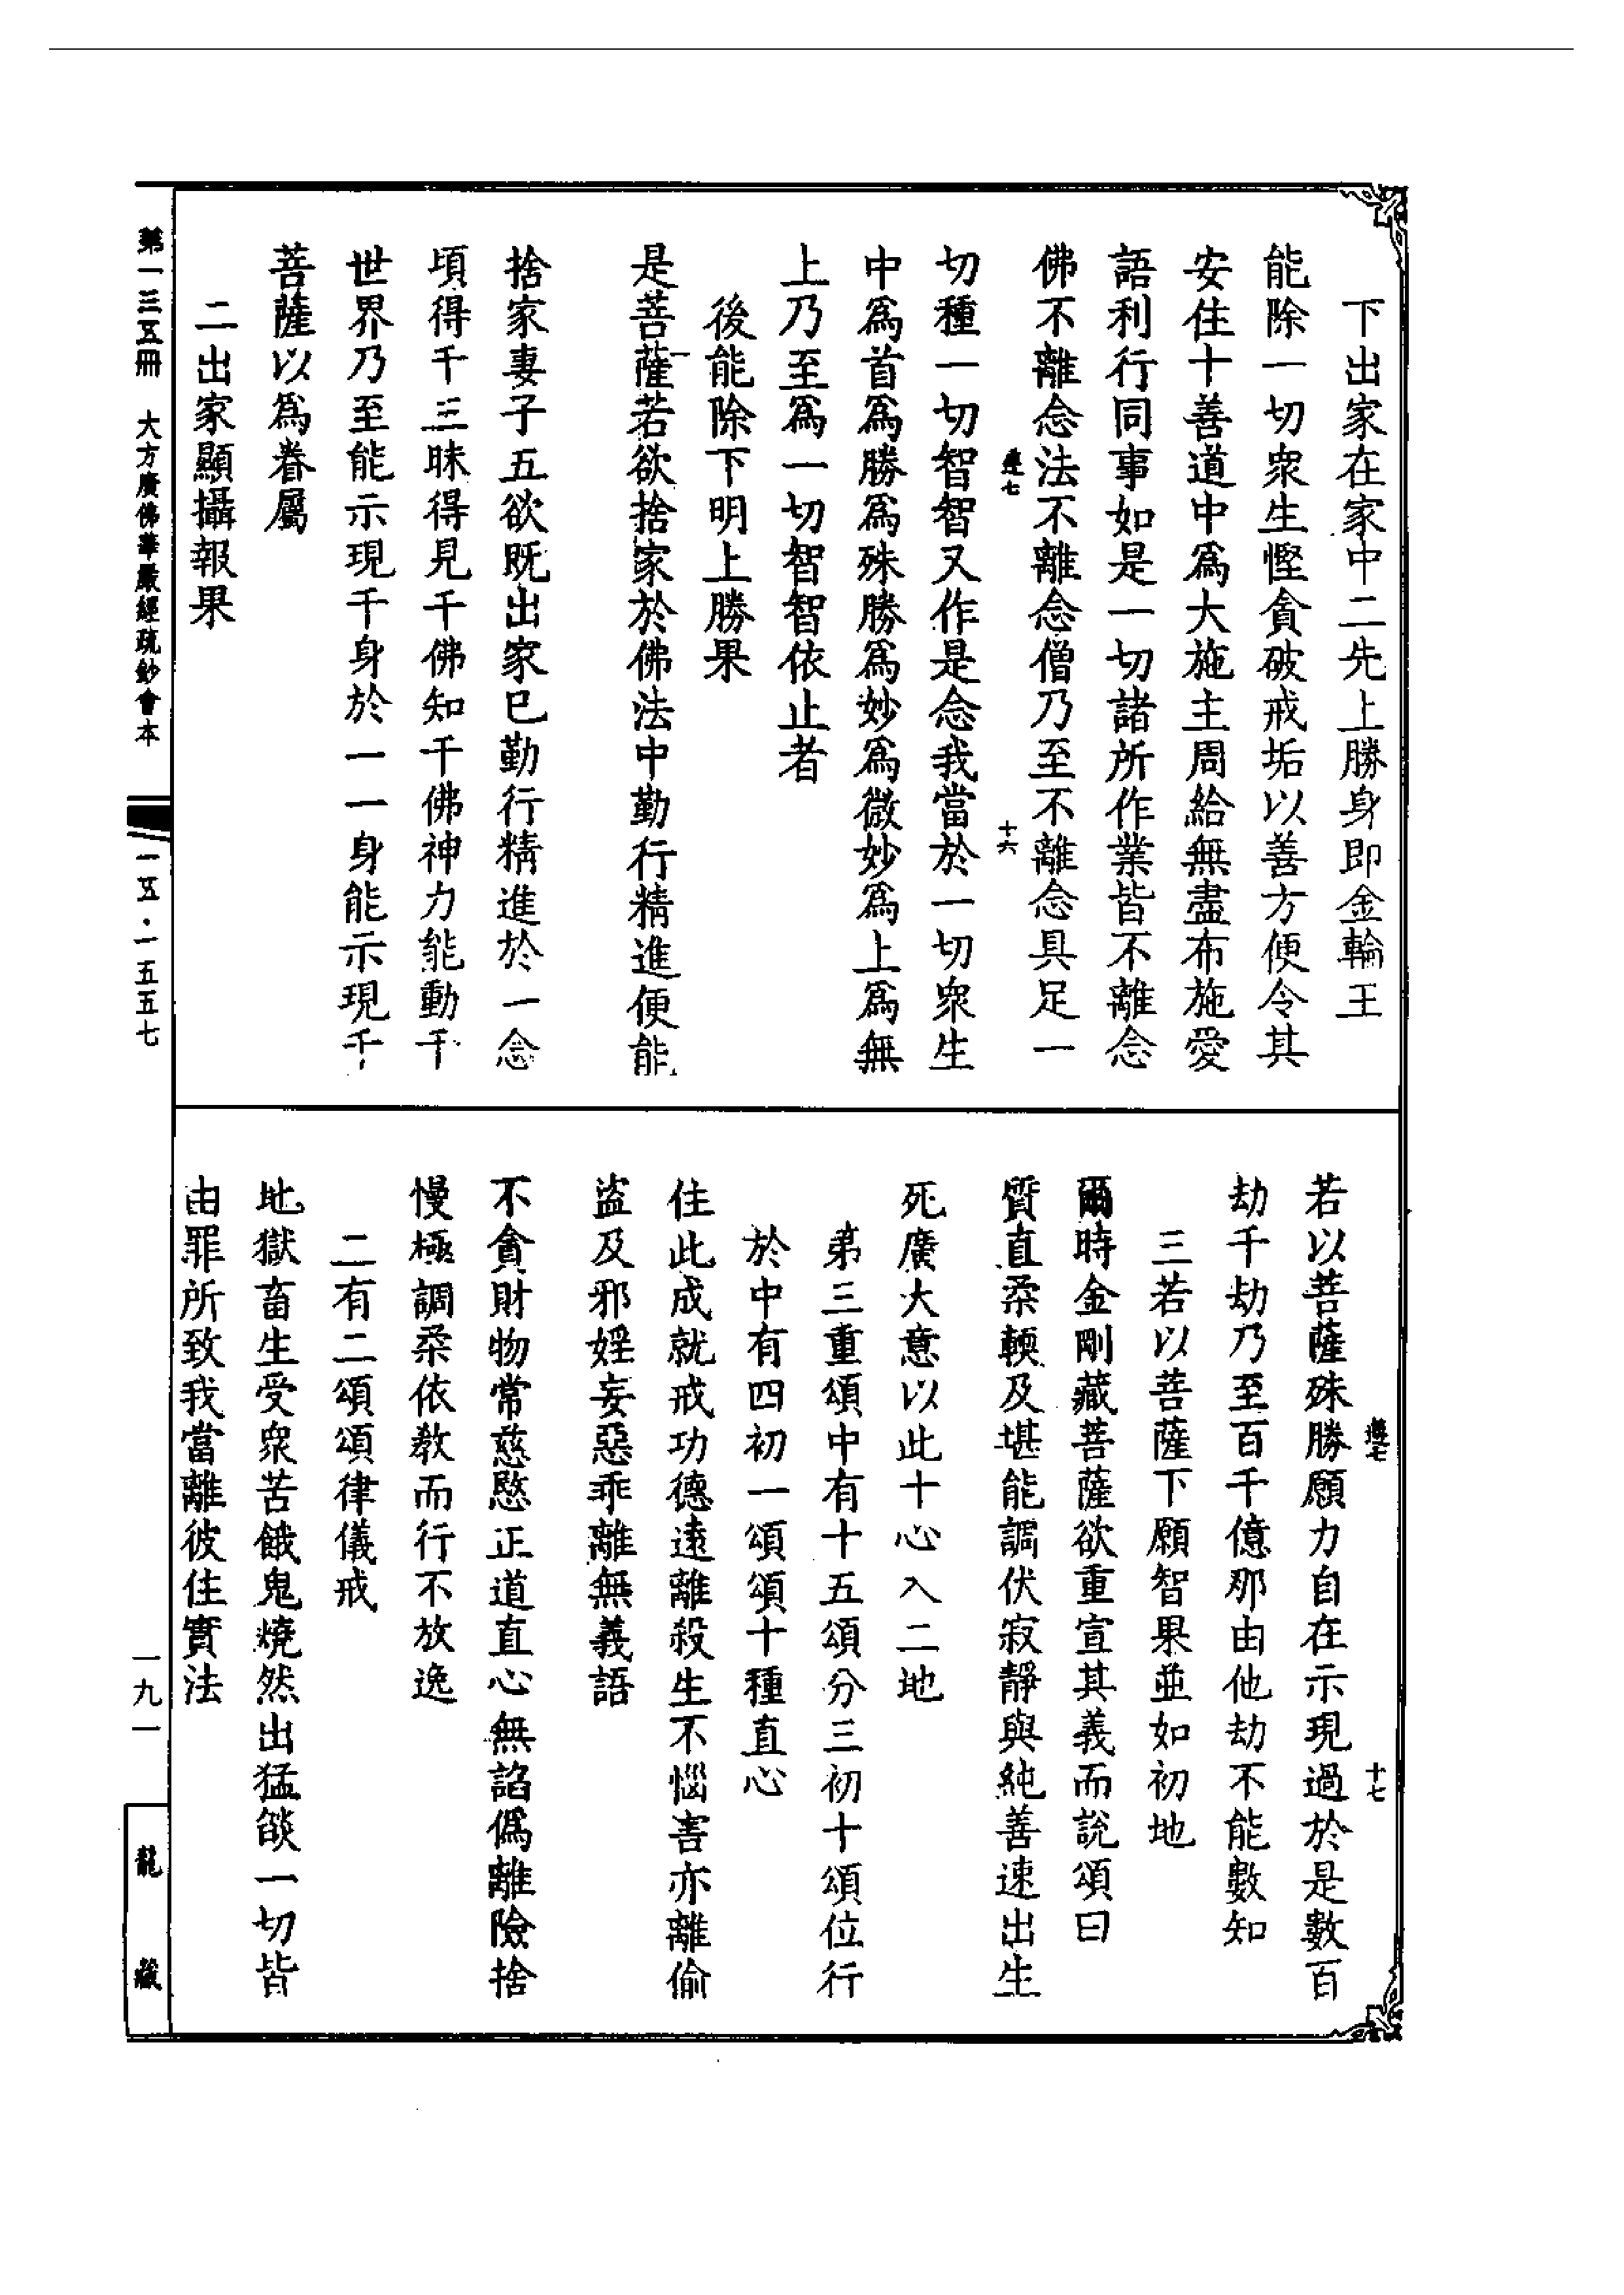 下出家在家中二先上勝身即金輪王
能除一切衆生慳貪破戒垢以善方便令其
安住十善道中爲大施主周給無盡布施愛
語利行同事如是一切諸所作業皆不離念
佛不離念法不離念僧乃至不離念具足一
十六
切種一切智智又作是念我當於一切衆生
中爲首爲勝爲殊勝爲妙爲微妙爲上爲無
上乃至爲一切智智依止者
後能除下明上勝果
是菩薩若欲捨家於佛法中勤行精進便能
捨家妻子五欲既出家已勤行精進於一念
頃得千三昧得見千佛知千佛神力能動千
世界乃至能示現千身於一一身能示現千
菩薩以爲眷屬
二出家顯攝報果
十七
若以菩薩殊勝願力自在示現過於是數百
劫千劫乃至百千億那由他劫不能數知
三若以菩薩下願智果並如初地
爾時金剛藏菩薩欲重宣其義而說頌曰
質直柔輭及堪能調伏寂靜與純善速出生
死廣大意以此十心入二地
第三重頌中有十五頌分三初十頌位行
於中有四初一頌頌十種直心
住此成就戒功德遠離殺生不惱害亦離偷
盜及邪婬妄惡乖離無義語
不貪財物常慈愍正道直心無諂僞離險捨
慢極調柔依教而行不放逸
二有二頌頌律儀戒
地獄畜生受衆苦餓鬼燒然出猛燄一切皆
由罪所致我當離彼住實法
第一三五冊 大方廣佛華嚴經疏鈔會本
一五·一五五七
一九一
龍藏